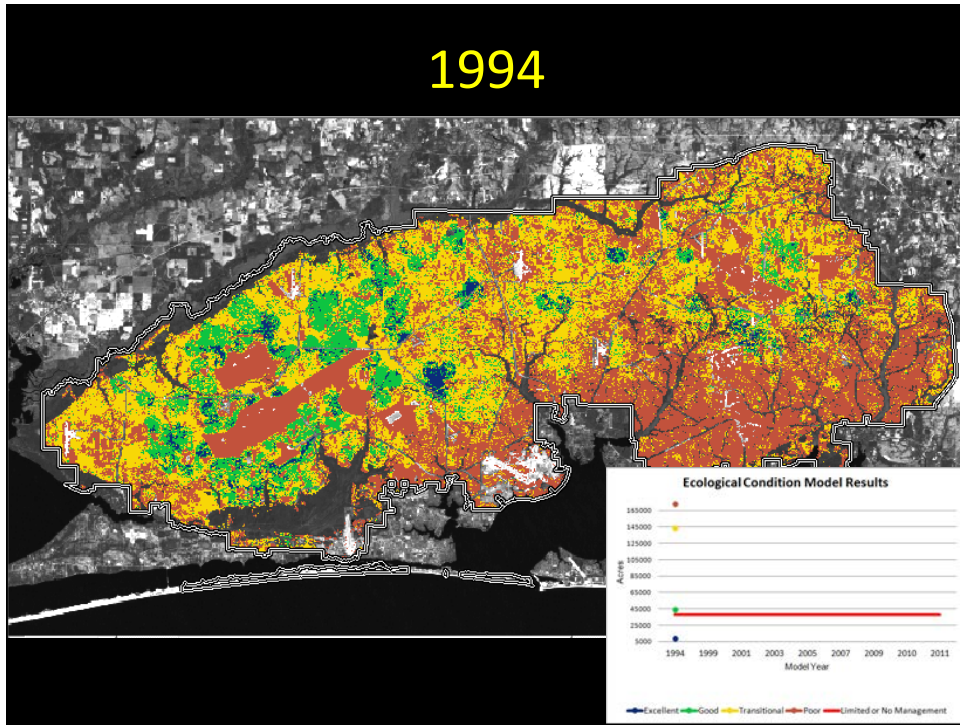 1994
Ecological Condition Model Results
165000
145000
125000
105000
85000
65000
45000
25000
5000
Acres
1994 1999 2001 2003 2005 2007 2009 2010 2011
Model Year
Excellent Good Transitional Poor Limited or No Management